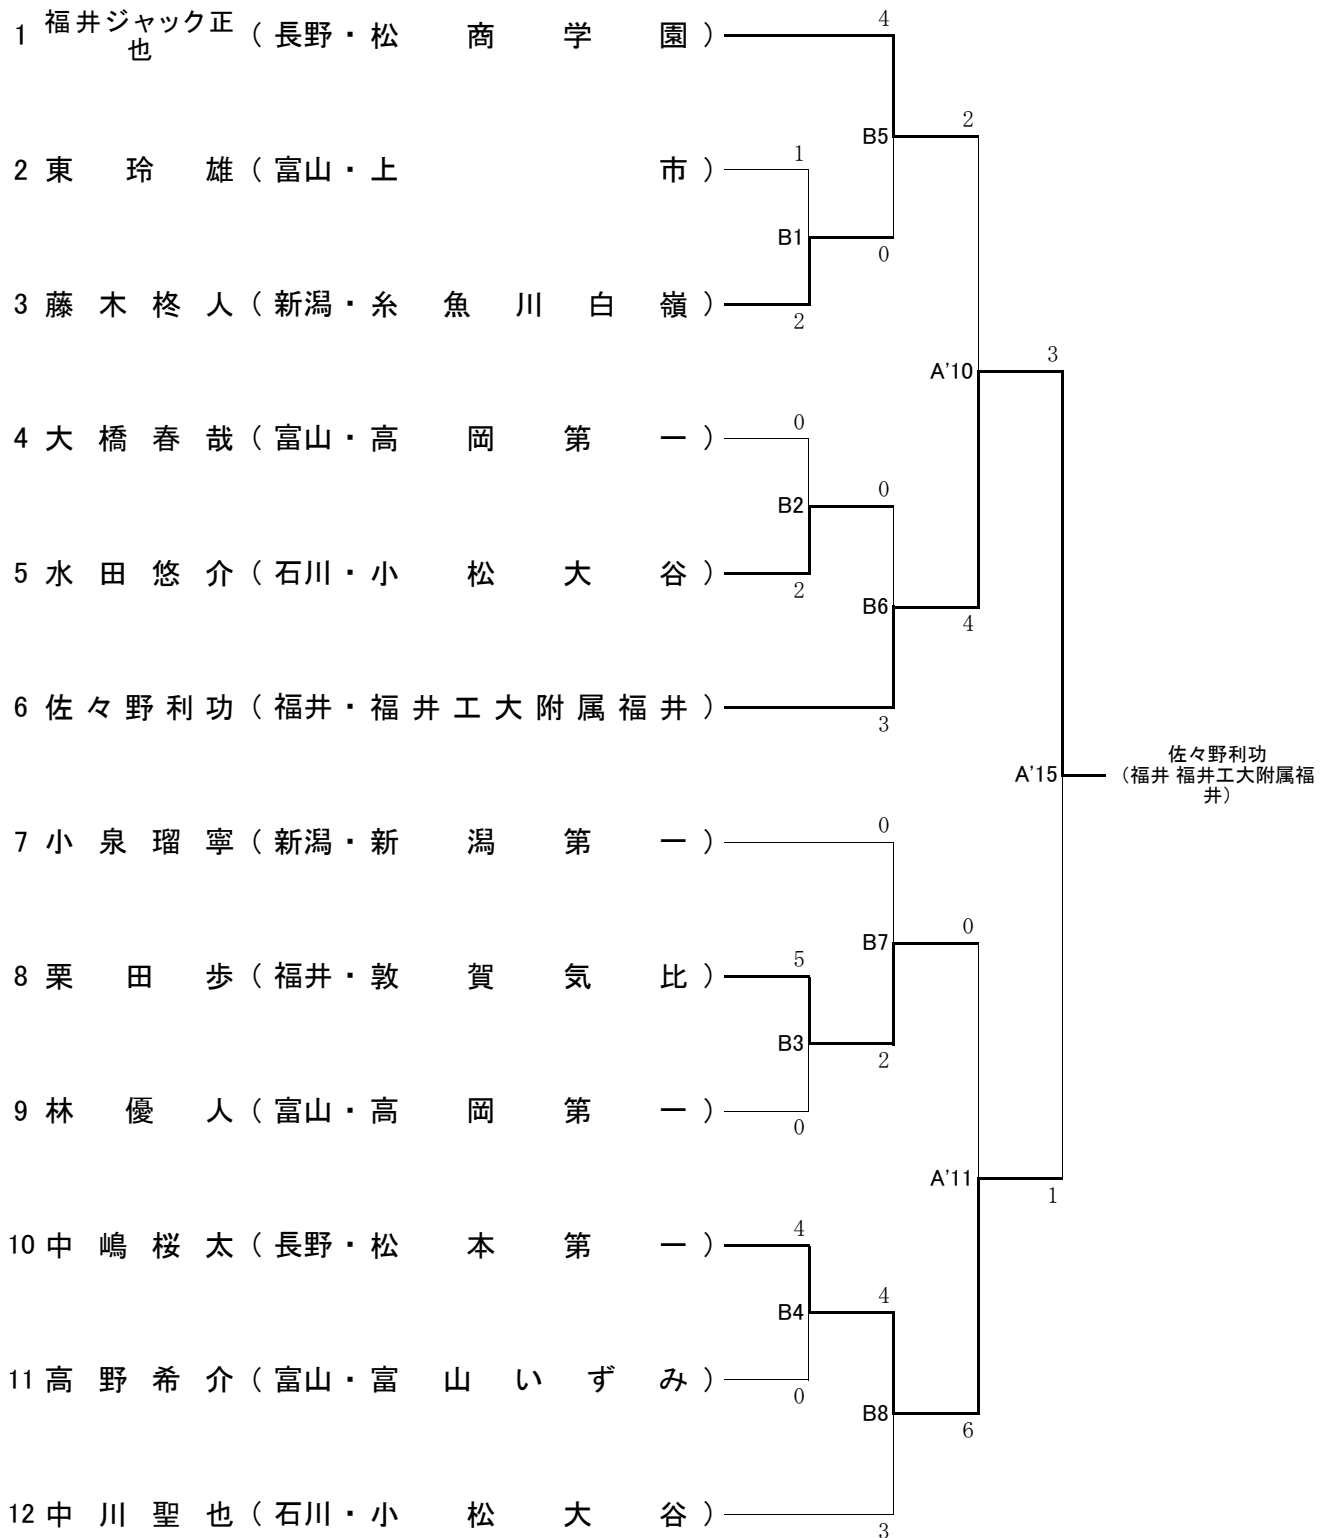 4
1 福井ジャック正也 (長野・松商学園)
2
B5
1
2 東玲雄 (富山・上市)
B1
0
3 藤木柊人 (新潟・糸魚川白嶺)
2
3
A'10
0
4 大橋春哉 (富山・高岡第一)
0
B2
5 水田悠介 (石川・小松大谷)
2
B6
4
6 佐々野利功 (福井・福井工大附属福井)
3
佐々野利功
A'15
(福井 福井工大附属福
井)
0
7 小泉瑠寧 (新潟・新潟第一)
0
B7
5
8 栗田歩 (福井・敦賀気比)
B3
2
9 林優人 (富山・高岡第一)
0
A'11
1
4
10 中嶋桜太 (長野・松本第一)
4
B4
11 高野希介 (富山・富山いずみ)
0
B8
6
12 中川聖也 (石川・小松大谷)
3